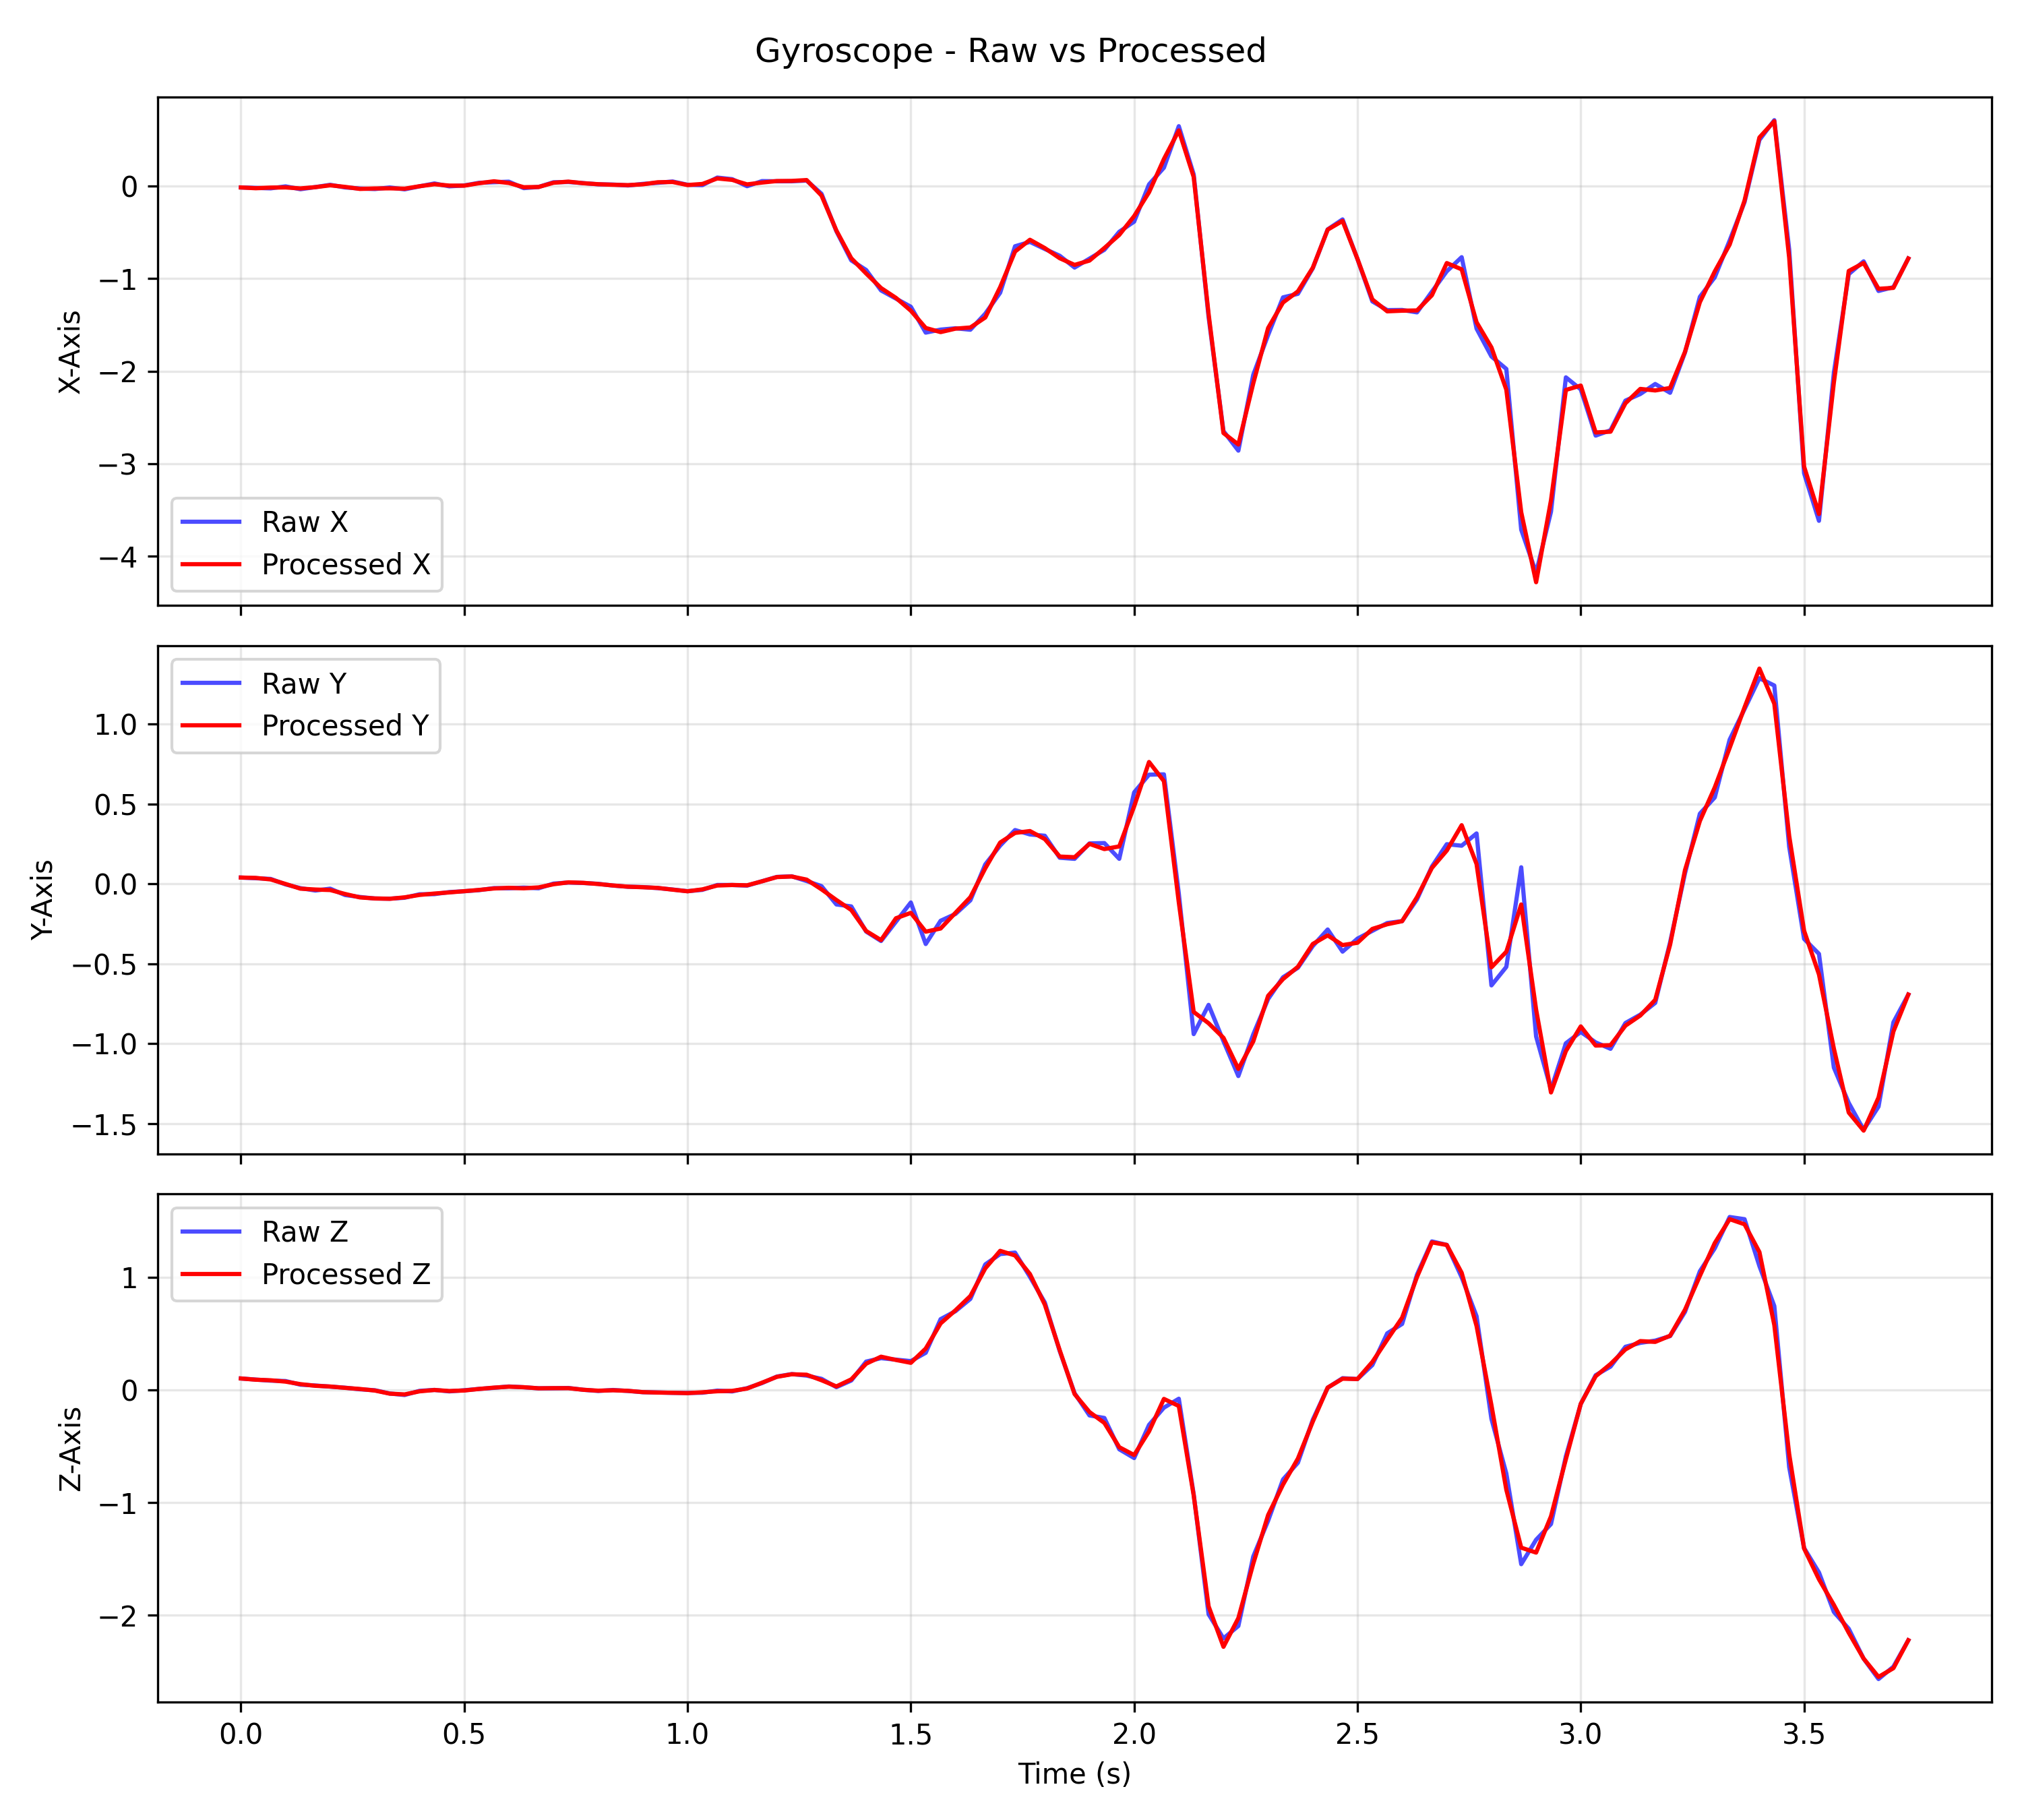 Gyroscope - Raw vs Processed
X-Axis
0
−1
−2
−3
−4
Raw X
Processed X
Y-Axis
1.0
0.5
0.0
−0.5
−1.0
−1.5
Raw Y
Processed Y
Z-Axis
1
0
−1
−2
Raw Z
Processed Z
0.0 0.5 1.0 1.5 2.0 2.5 3.0 3.5
Time (s)